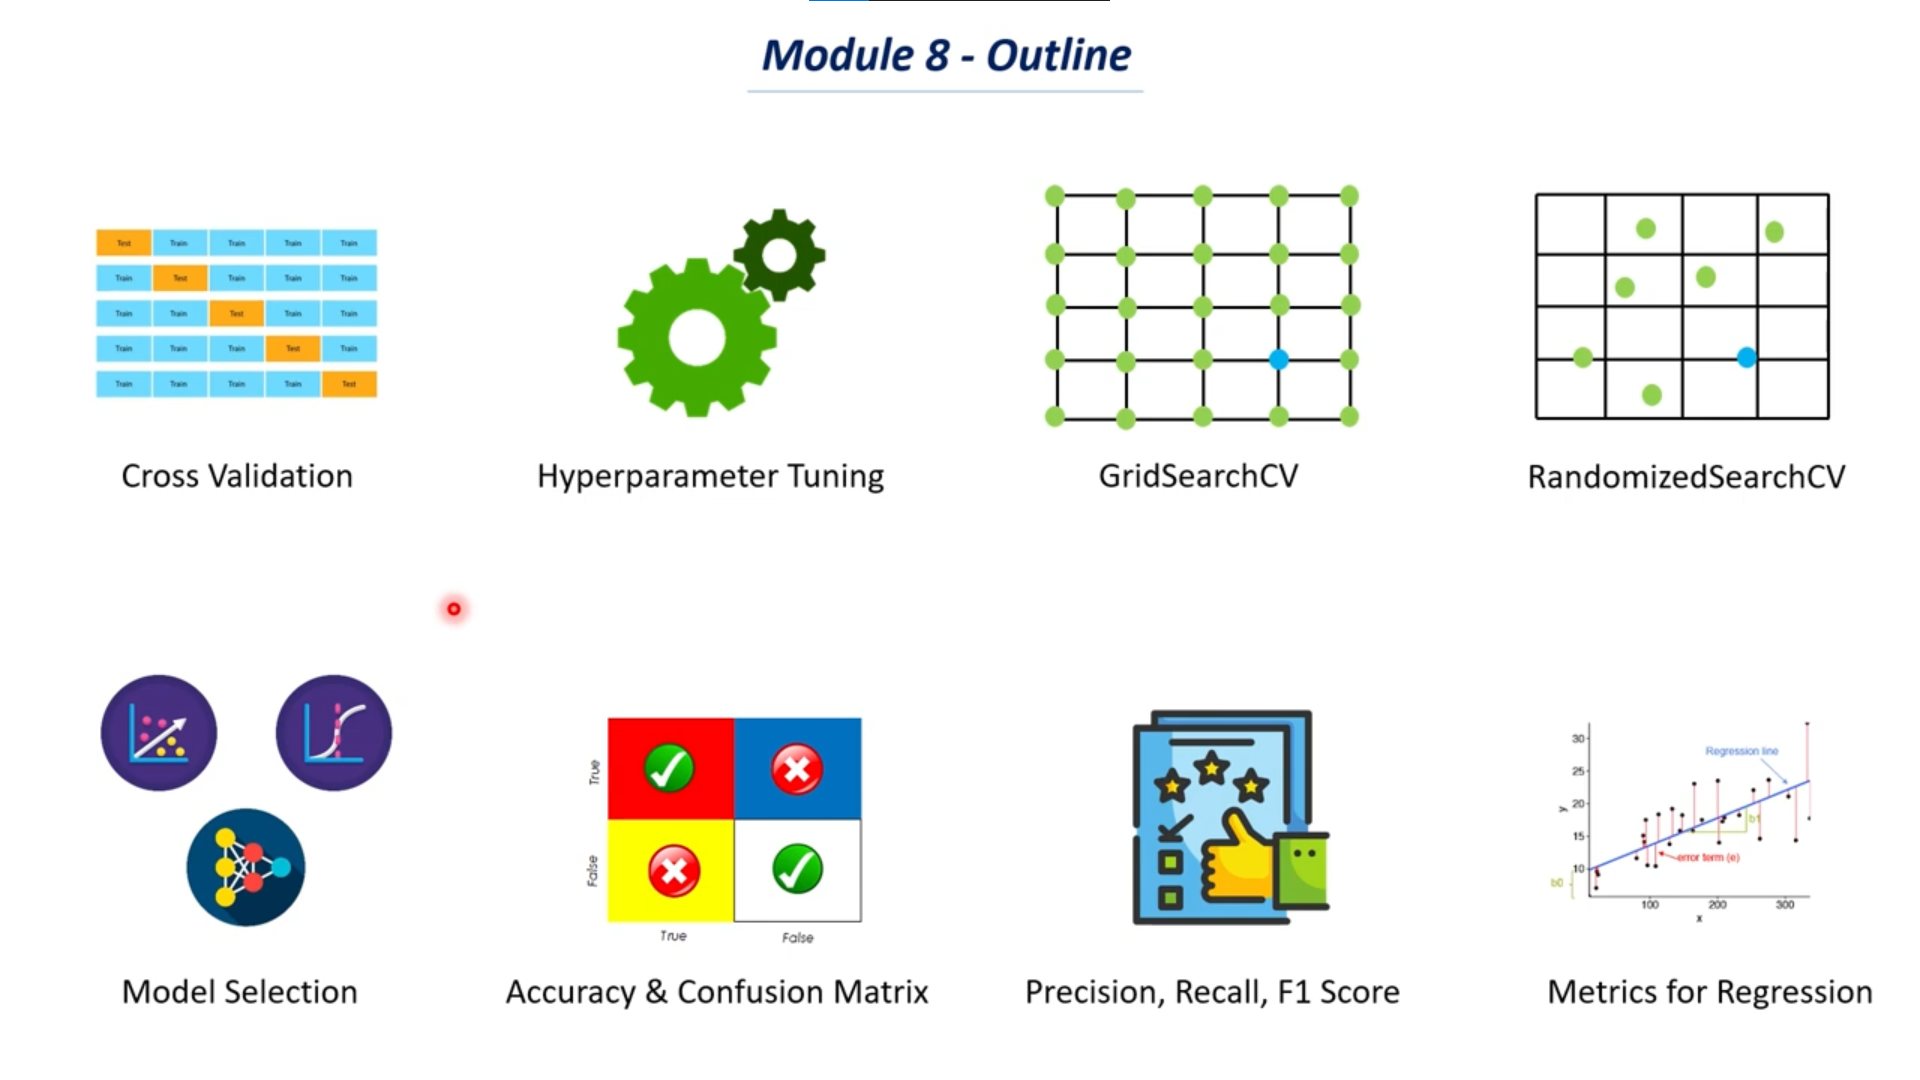 Module 8 - Outline
Test Train Train Train Train
Train Test Train Train Train
Train Train Test Train Train
Train Train Train Test Train
Train Train Train Train Test
Cross Validation
Hyperparameter Tuning
GridSearchCV
RandomizedSearchCV
Model Selection
True
False
True False
Accuracy & Confusion Matrix
Precision, Recall, F1 Score
30
25
20
15
10
y
Regression line
b1
error term (e)
b0
100 200 300
x
Metrics for Regression